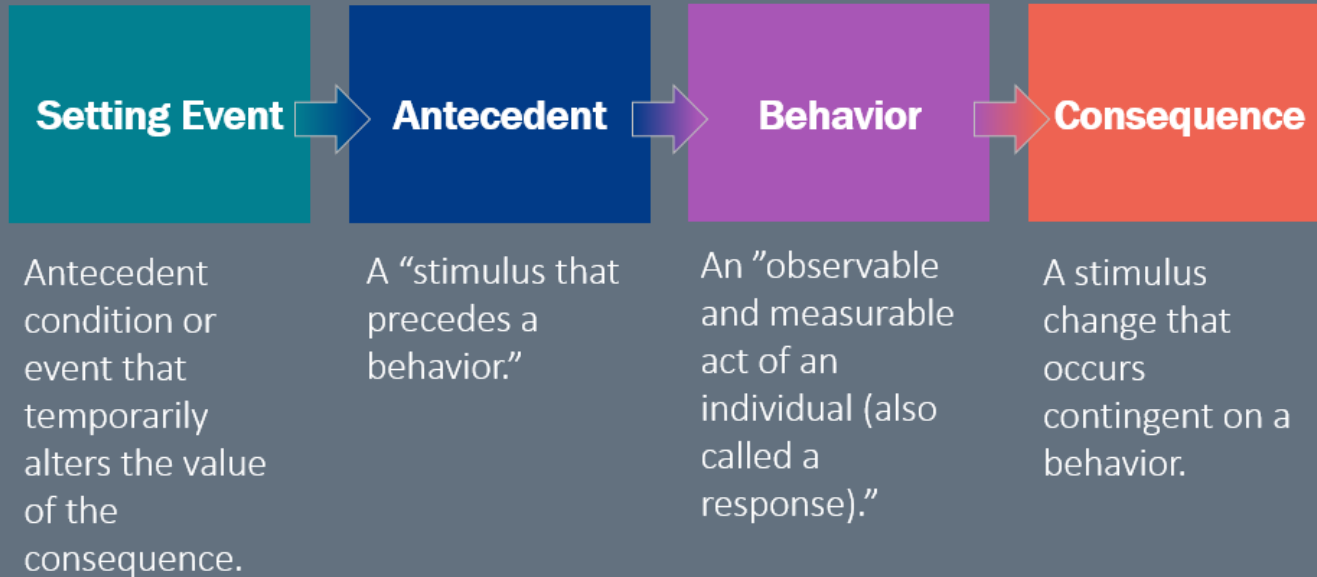 Setting Event
Antecedent
Behavior
Consequence
Antecedent
condition or
event that
temporarily
alters the value
of the
consequence.
A “stimulus that
precedes a
behavior.”
An ”observable
and measurable
act of an
individual (also
called a
response).”
A stimulus
change that
occurs
contingent on a
behavior.